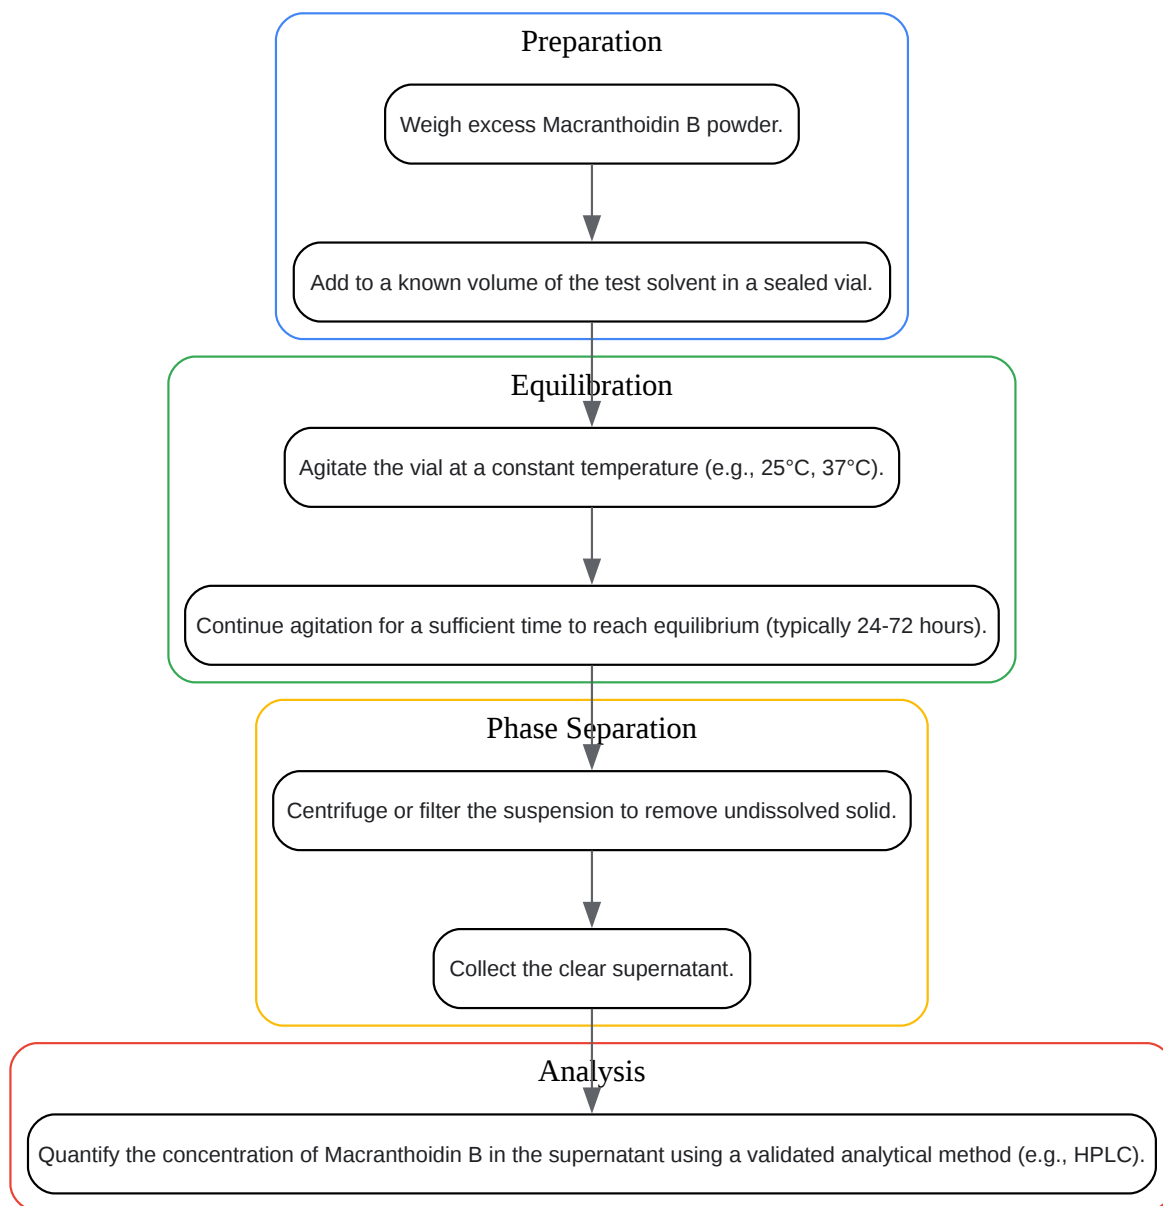 Preparation
Weigh excess Macranthoidin B powder.
Add to a known volume of the test solvent in a sealed vial.
Equilibration
Agitate the vial at a constant temperature (e.g., 25°C, 37°C).
Continue agitation for a sufficient time to reach equilibrium (typically 24-72 hours).
Phase Separation
Centrifuge or filter the suspension to remove undissolved solid.
Collect the clear supernatant.
Analysis
Quantify the concentration of Macranthoidin B in the supernatant using a validated analytical method (e.g., HPLC).